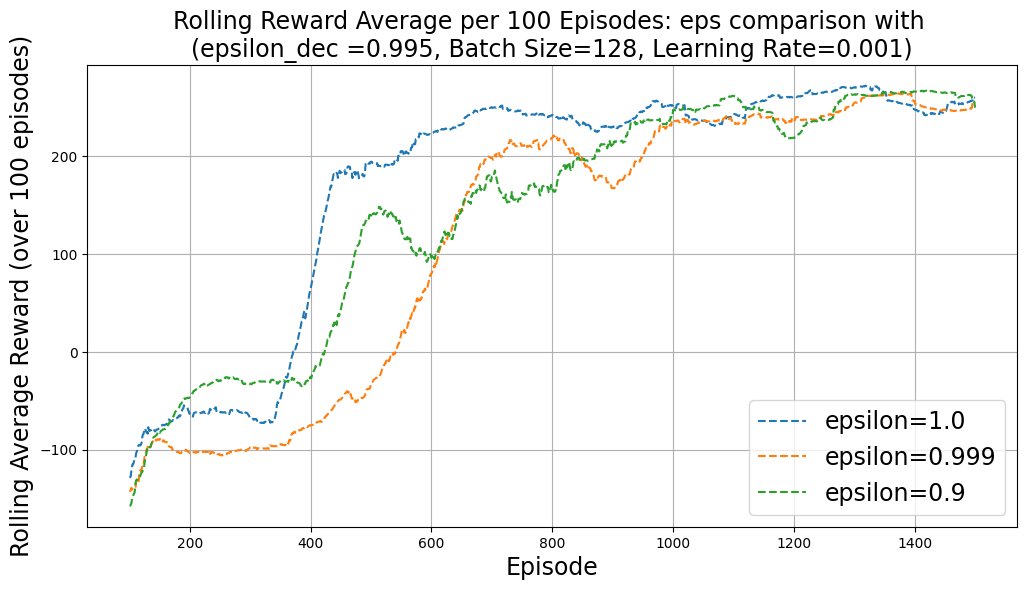 Rolling Reward Average per 100 Episodes: eps comparison with
(epsilon_dec =0.995, Batch Size=128, Learning Rate=0.001)
Rolling Average Reward (over 100 episodes)
200
100
0
−100
200
400
600
800
1000
1200
1400
Episode
epsilon=1.0
epsilon=0.999
epsilon=0.9